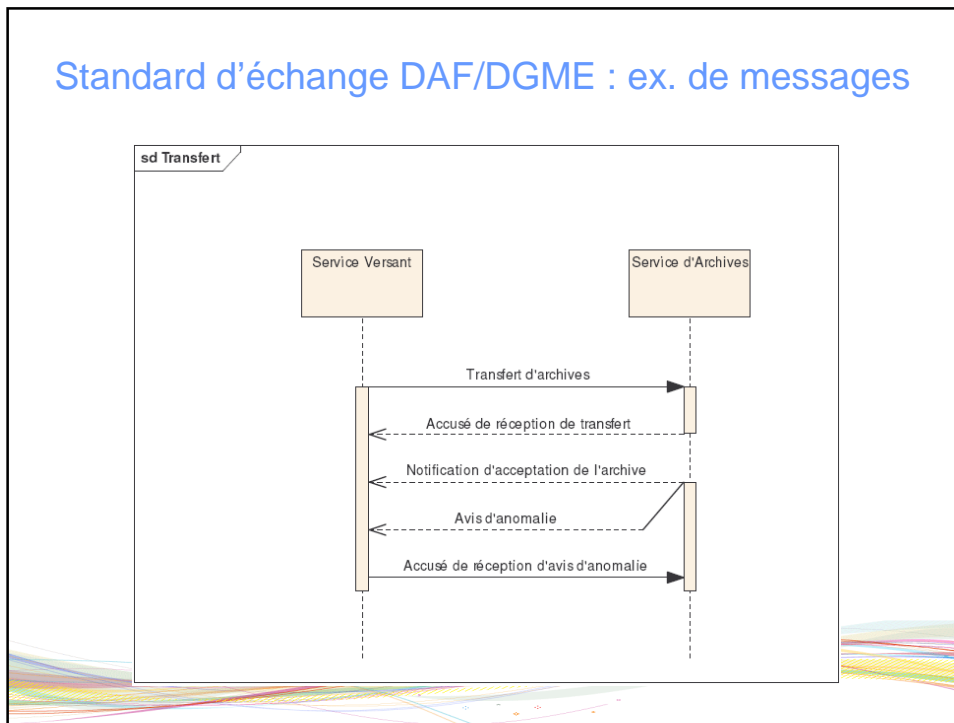 Standard d’échange DAF/DGME : ex. de messages
sd Transfert
Service Versant
Service d'Archives
Transfert d'archives
Accusé de réception de transfert
Notification d'acceptation de l'archive
Avis d'anomalie
Accusé de réception d'avis d'anomalie